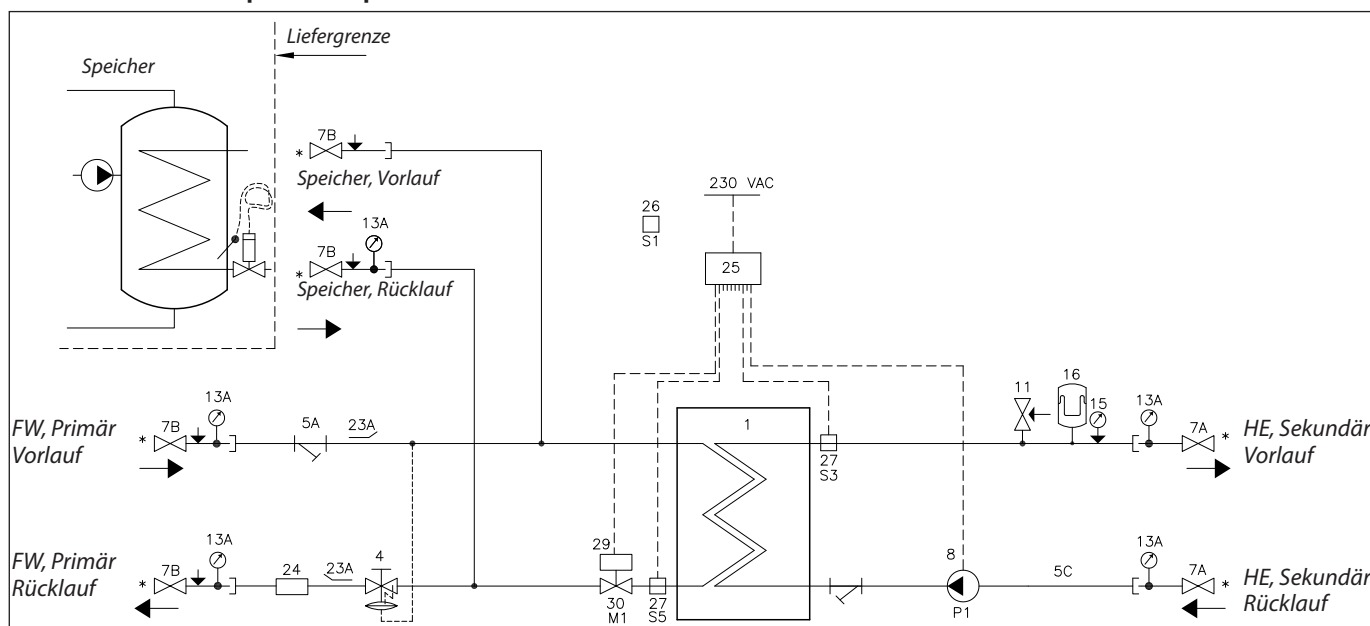 Liefergrenze
Speicher
7B
*
Speicher, Vorlauf
13A
7B
*
Speicher, Rücklauf
230 VAC
26
S1
25
FW, Primär
Vorlauf
*
7B
13A
5A
23A
1
27
S3
11
16
15
13A
7A
*
HE, Sekundär
Vorlauf
FW, Primär
Rücklauf
*
7B
13A
24
23A
4
29
30
M1
27
S5
8
P1
5C
13A
7A
*
HE, Sekundär
Rücklauf